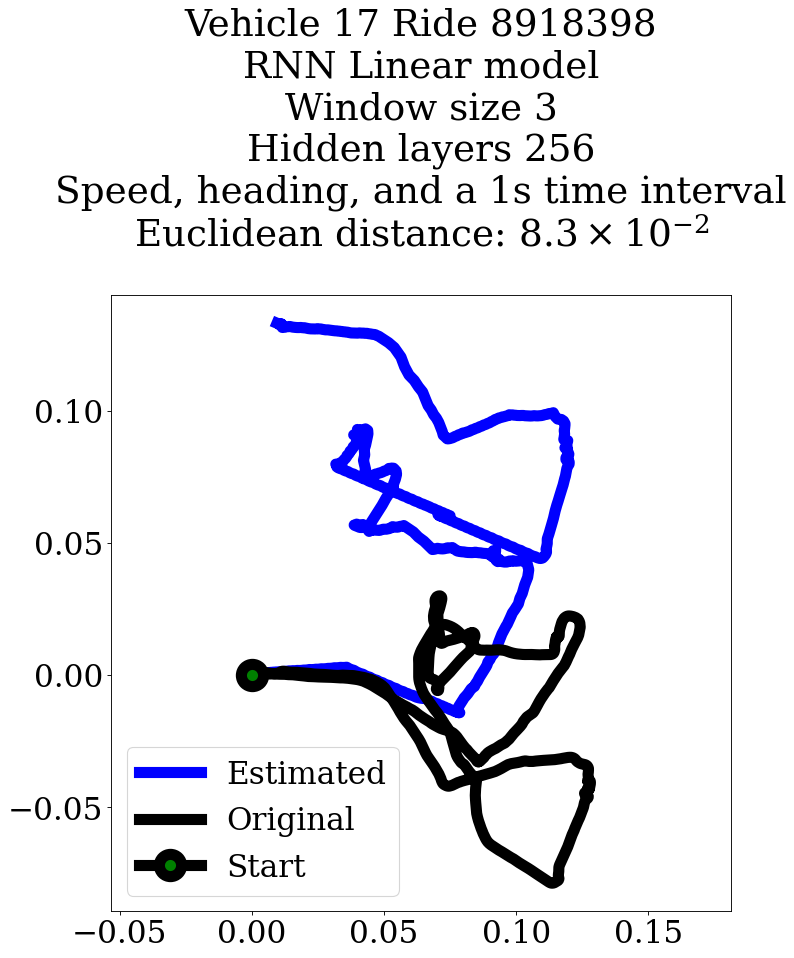 Vehicle 17 Ride 8918398
RNN Linear model
Window size 3
Hidden layers 256
Speed, heading, and a 1s time interval
Euclidean distance: 8.3 × 10⁻²
0.10
0.05
0.00
−0.05
Estimated
Original
Start
−0.05 0.00 0.05 0.10 0.15